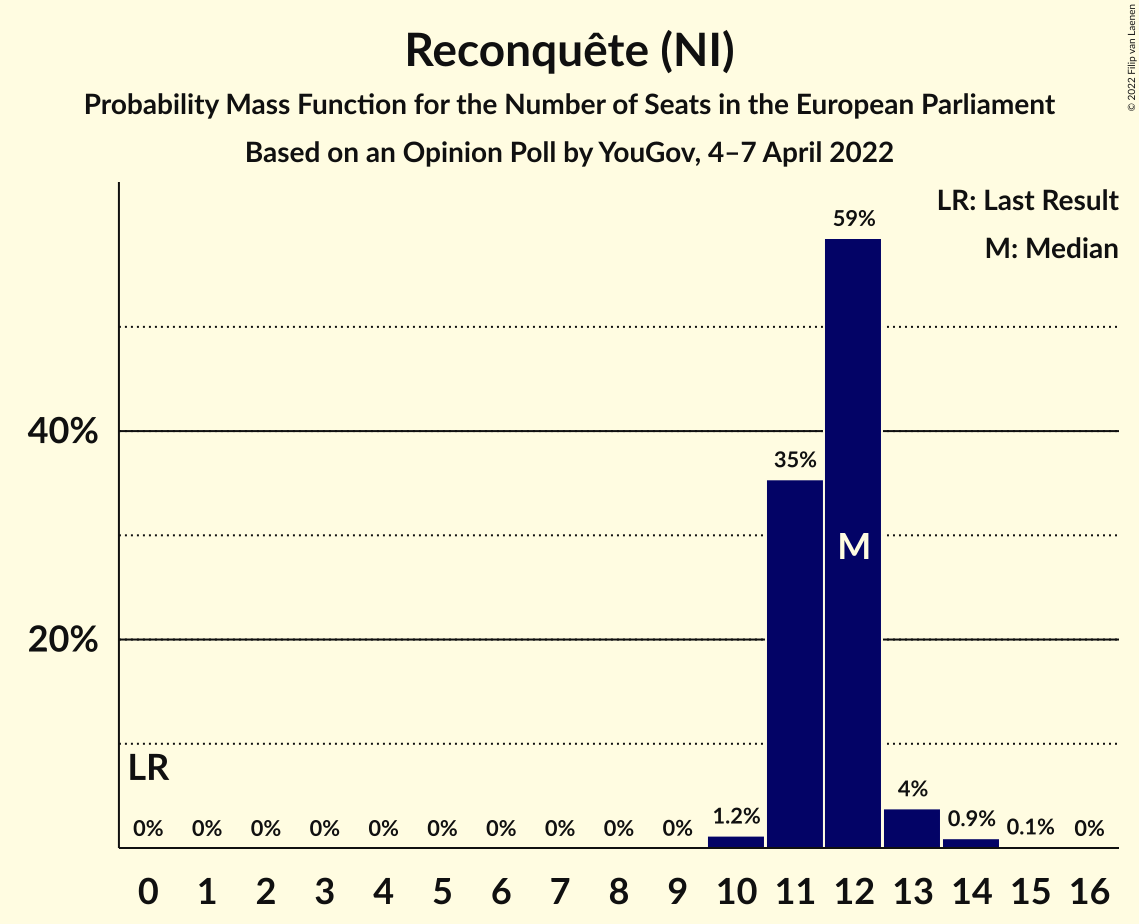 Reconquête (NI)
Probability Mass Function for the Number of Seats in the European Parliament
Based on an Opinion Poll by YouGov, 4–7 April 2022
© 2022 Filip van Laenen
LR: Last Result
M: Median
59%
40%
35%
M
20%
LR
0% 0% 0% 0% 0% 0% 0% 0% 0% 0% 1.2% 4% 0.9% 0.1% 0%
0 1 2 3 4 5 6 7 8 9 10 11 12 13 14 15 16